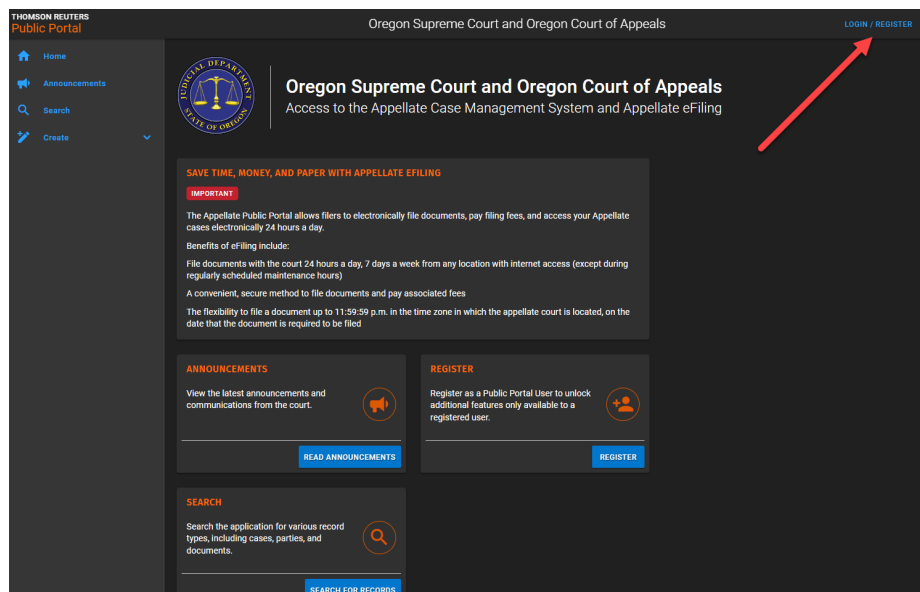 THOMSON REUTERS
Public Portal
Oregon Supreme Court and Oregon Court of Appeals
LOGIN / REGISTER
Home
Announcements
Search
Create
JUDICIAL DEPARTMENT
STATE OF OREGON
Oregon Supreme Court and Oregon Court of Appeals
Access to the Appellate Case Management System and Appellate eFiling
SAVE TIME, MONEY, AND PAPER WITH APPELLATE EFILING
IMPORTANT
The Appellate Public Portal allows filers to electronically file documents, pay filing fees, and access your Appellate
cases electronically 24 hours a day.
Benefits of eFiling include:
File documents with the court 24 hours a day, 7 days a week from any location with internet access (except during
regularly scheduled maintenance hours)
A convenient, secure method to file documents and pay associated fees
The flexibility to file a document up to 11:59:59 p.m. in the time zone in which the appellate court is located, on the
date that the document is required to be filed
ANNOUNCEMENTS
View the latest announcements and
communications from the court.
READ ANNOUNCEMENTS
REGISTER
Register as a Public Portal User to unlock
additional features only available to a
registered user.
REGISTER
SEARCH
Search the application for various record
types, including cases, parties, and
documents.
SEARCH FOR RECORDS